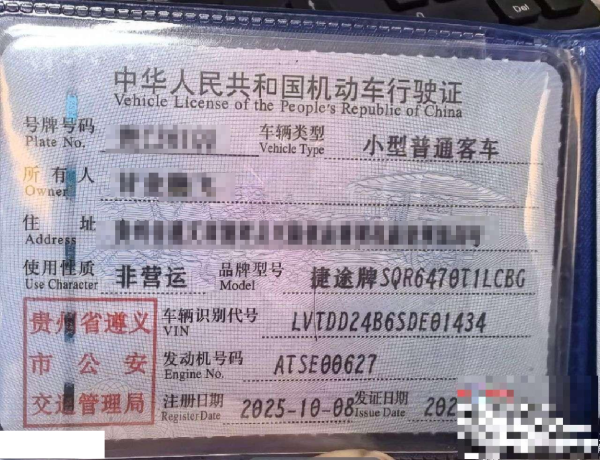 Del
中华人民共和国机动车行驶证
Vehicle License of the People's Republic of China
号牌号码 车辆类型 小型普通客车
Plate No. Vehicle Type
所有人
Owner
住址
Address
使用性质 非营运 品牌型号 捷途牌SQR6470T1LCBG
Use Character Model
贵州省遵义 车辆识别代号 LVTDD24B6SDE01434
VIN
市公安 发动机号码 ATSE00627
Engine No.
交通管理局 注册日期 2025-10-08 发证日期 202
Register Date Issue Date